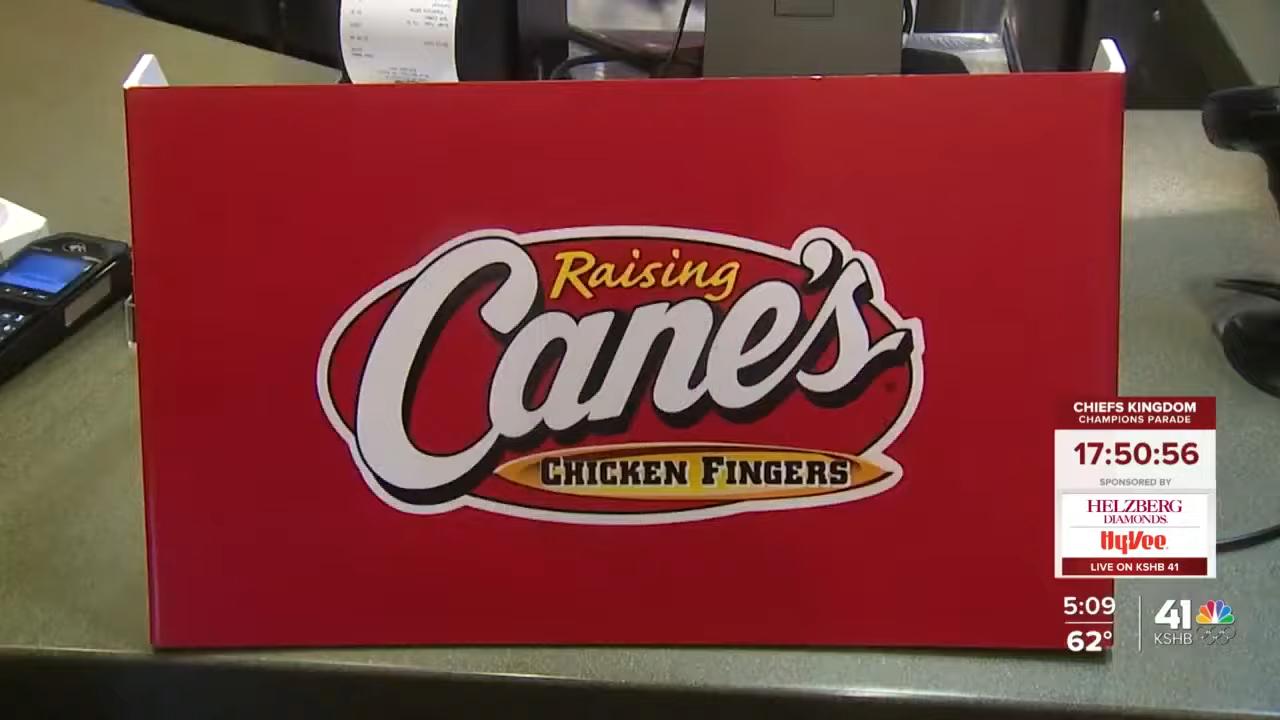 Raising
Cane's
CHICKEN FINGERS
CHIEFS KINGDOM
CHAMPIONS PARADE
17:50:56
SPONSORED BY
HELZBERG
DIAMONDS
HyVee
LIVE ON KSHB 41
5:09
62°
41
KSHB